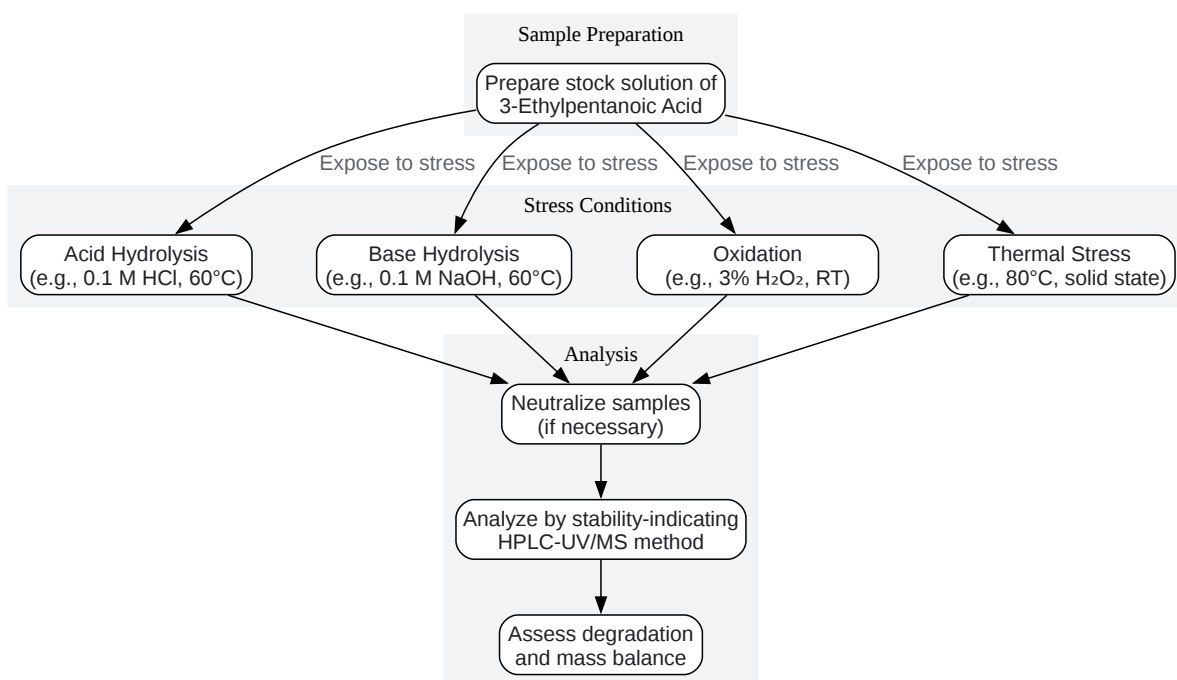 Sample Preparation
Prepare stock solution of
3-Ethylpentanoic Acid
Expose to stress
Expose to stress
Expose to stress
Expose to stress
Stress Conditions
Acid Hydrolysis
(e.g., 0.1 M HCl, 60°C)
Base Hydrolysis
(e.g., 0.1 M NaOH, 60°C)
Oxidation
(e.g., 3% H₂O₂, RT)
Thermal Stress
(e.g., 80°C, solid state)
Analysis
Neutralize samples
(if necessary)
Analyze by stability-indicating
HPLC-UV/MS method
Assess degradation
and mass balance